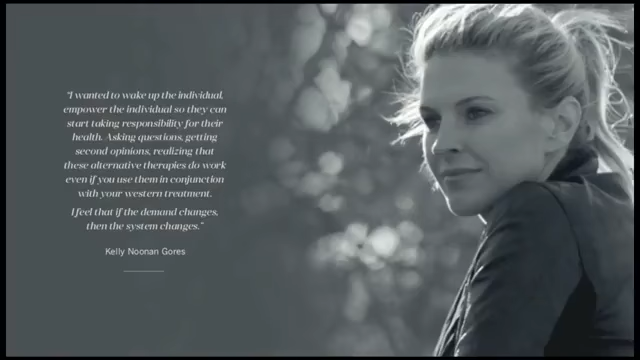 “I wanted to wake up the individual,
empower the individual so they can
start taking responsibility for their
health. Asking questions, getting
second opinions, realizing that
these alternative therapies do work
even if you use them in conjunction
with your western treatment.
I feel that if the demand changes,
then the system changes.”
Kelly Noonan Gores